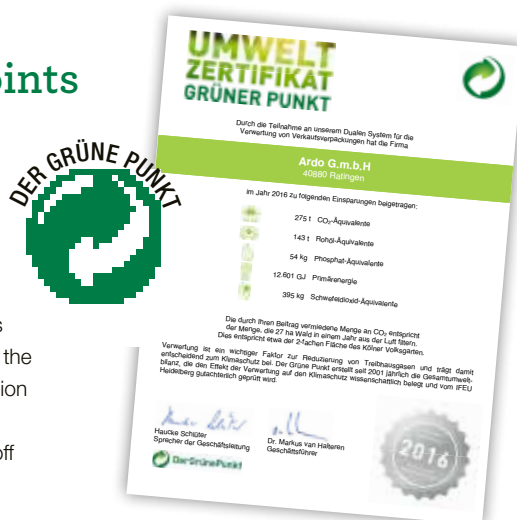 oints
DER GRÜNE PUNKT
s
the
ion
off
UMWELT
ZERTIFIKAT
GRÜNER PUNKT
Durch die Teilnahme an unserem Dualen System für die
Verwertung von Verkaufsverpackungen hat die Firma
Ardo G.m.b.H
40880 Ratingen
im Jahr 2016 zu folgenden Einsparungen beigetragen:
275 t CO₂-Äquivalente
143 t Rohöl-Äquivalente
54 kg Phosphat-Äquivalente
12.601 GJ Primärenergie
395 kg Schwefeldioxid-Äquivalente
Die durch Ihren Beitrag vermiedene Menge an CO₂ entspricht
der Menge, die 27 ha Wald in einem Jahr aus der Luft filtern.
Dies entspricht etwa der 2-fachen Fläche des Kölner Volksgarten.
Verwertung ist ein wichtiger Faktor zur Reduzierung von Treibhausgasen und trägt damit
entscheidend zum Klimaschutz bei. Der Grüne Punkt erstellt seit 2001 jährlich die Gesamtumwelt-
bilanz, die den Effekt der Verwertung auf den Klimaschutz wissenschaftlich belegt und vom IFEU
Heidelberg gutachterlich geprüft wird.
Haucke Schlüter
Sprecher der Geschäftsleitung
Dr. Markus van Halteren
Geschäftsführer
Der Grüne Punkt
2016